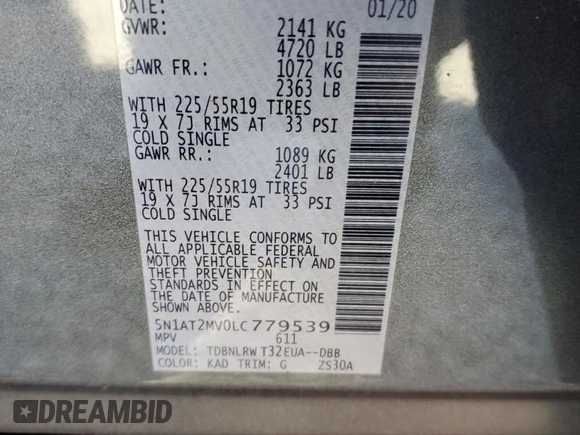 DATE: 01/20
GVWR: 2141 KG
4720 LB
GAWR FR.: 1072 KG
2363 LB
WITH 225/55R19 TIRES
19 X 7J RIMS AT 33 PSI
COLD SINGLE
GAWR RR.: 1089 KG
2401 LB
WITH 225/55R19 TIRES
19 X 7J RIMS AT 33 PSI
COLD SINGLE
THIS VEHICLE CONFORMS TO
ALL APPLICABLE FEDERAL
MOTOR VEHICLE SAFETY AND
THEFT PREVENTION
STANDARDS IN EFFECT ON
THE DATE OF MANUFACTURE
SHOWN ABOVE.
5N1AT2MV0LC779539
MPV 611
MODEL: TDBNLRW T32EUA--DBB
COLOR: KAD TRIM: G ZS30A
DREAMBID